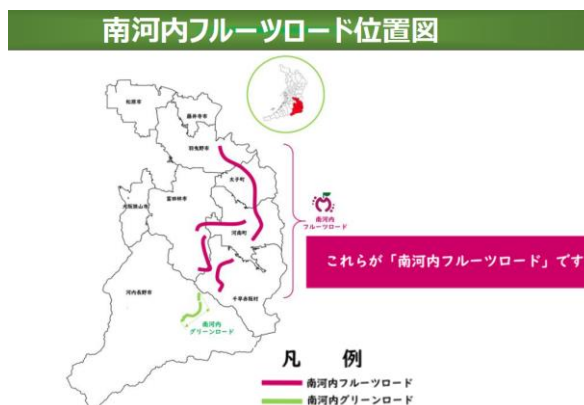 南河内フルーツロード位置図
松原市
藤井寺市
羽曳野市
太子町
富田林市
大阪狭山市
河南町
南河内
フルーツロード
これらが「南河内フルーツロード」です
河内長野市
千早赤阪村
南河内
グリーンロード
凡 例
南河内フルーツロード
南河内グリーンロード